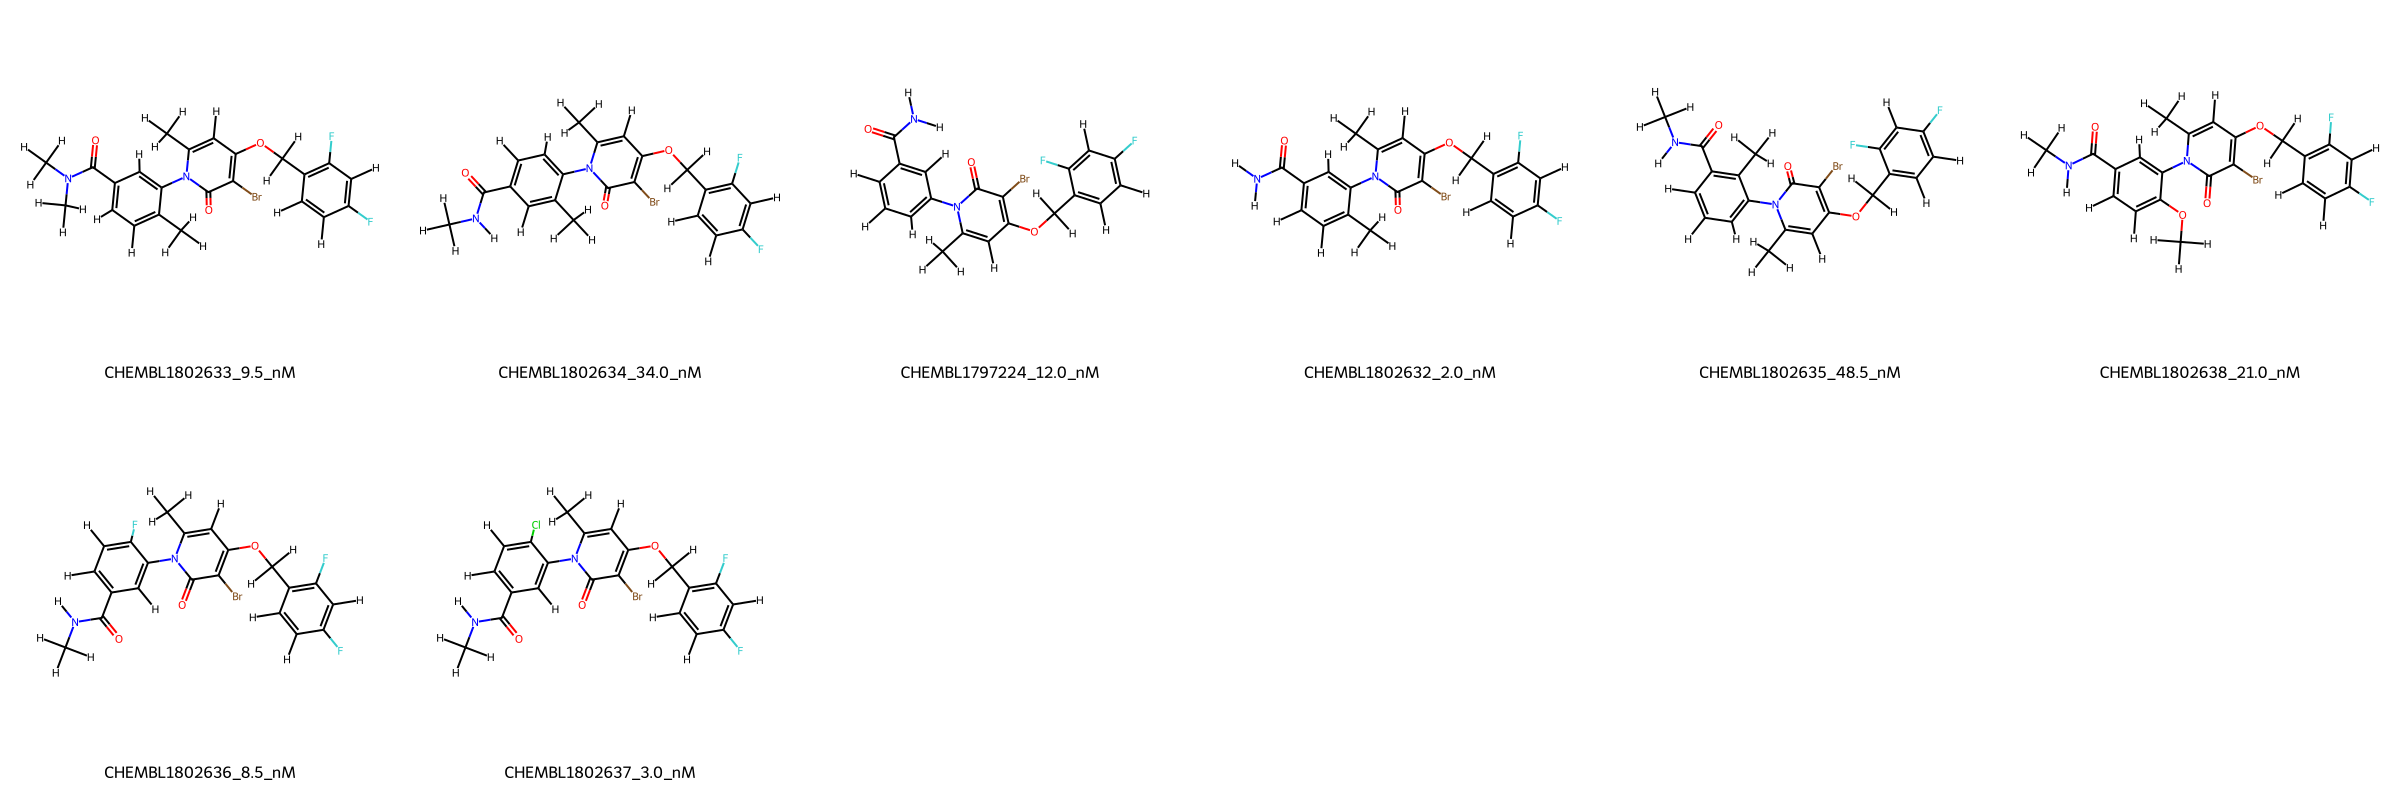 CHEMBL1802633_9.5_nM
CHEMBL1802634_34.0_nM
CHEMBL1797224_12.0_nM
CHEMBL1802632_2.0_nM
CHEMBL1802635_48.5_nM
CHEMBL1802638_21.0_nM
CHEMBL1802636_8.5_nM
CHEMBL1802637_3.0_nM